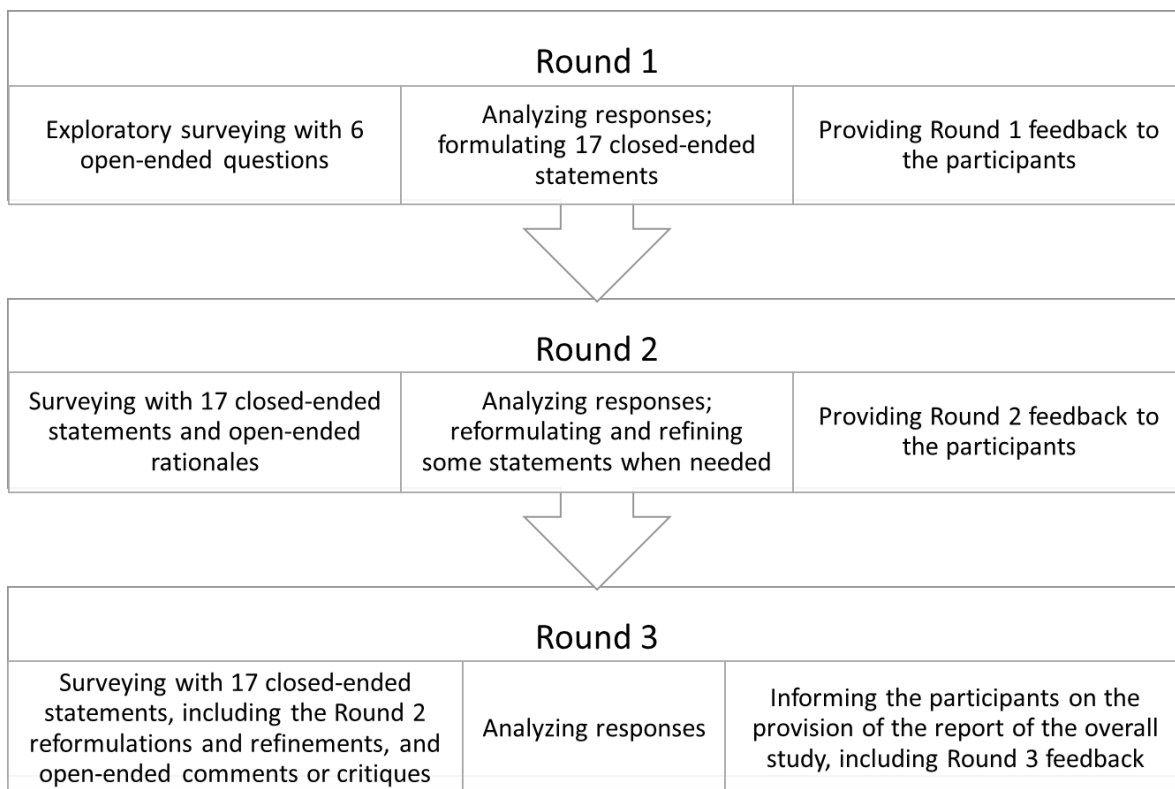 Round 1
Exploratory surveying with 6
open-ended questions
Analyzing responses;
formulating 17 closed-ended
statements
Providing Round 1 feedback to
the participants
Round 2
Surveying with 17 closed-ended
statements and open-ended
rationales
Analyzing responses;
reformulating and refining
some statements when needed
Providing Round 2 feedback to
the participants
Round 3
Surveying with 17 closed-ended
statements, including the Round 2
reformulations and refinements, and
open-ended comments or critiques
Analyzing responses
Informing the participants on the
provision of the report of the overall
study, including Round 3 feedback